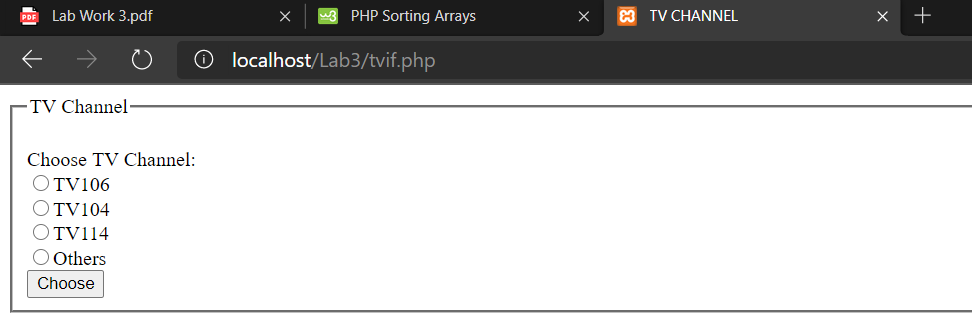 Lab Work 3.pdf
PHP Sorting Arrays
TV CHANNEL
localhost/Lab3/tvif.php
TV Channel
Choose TV Channel:
TV106
TV104
TV114
Others
Choose